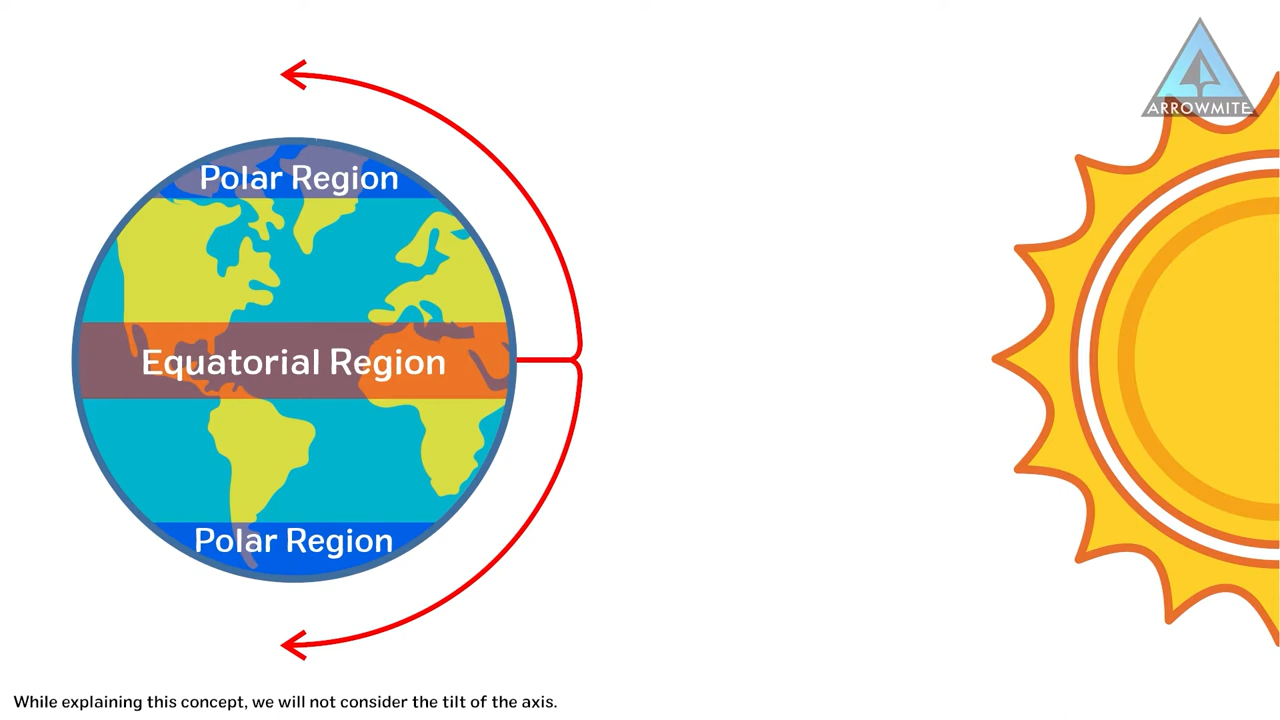 ARROWMITE
Polar Region
Equatorial Region
Polar Region
While explaining this concept, we will not consider the tilt of the axis.